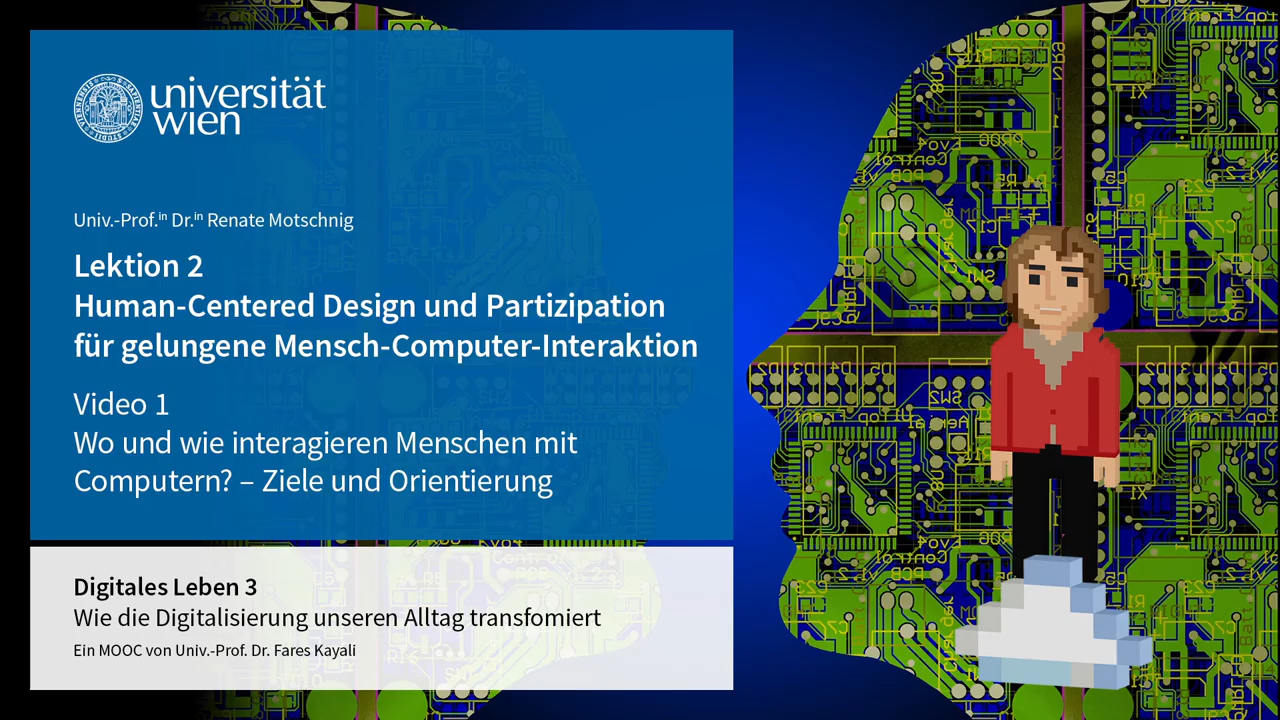 universität
wien
Univ.-Prof.in Dr.in Renate Motschnig
Lektion 2
Human-Centered Design und Partizipation
für gelungene Mensch-Computer-Interaktion
Video 1
Wo und wie interagieren Menschen mit
Computern? – Ziele und Orientierung
Digitales Leben 3
Wie die Digitalisierung unseren Alltag transfomiert
Ein MOOC von Univ.-Prof. Dr. Fares Kayali